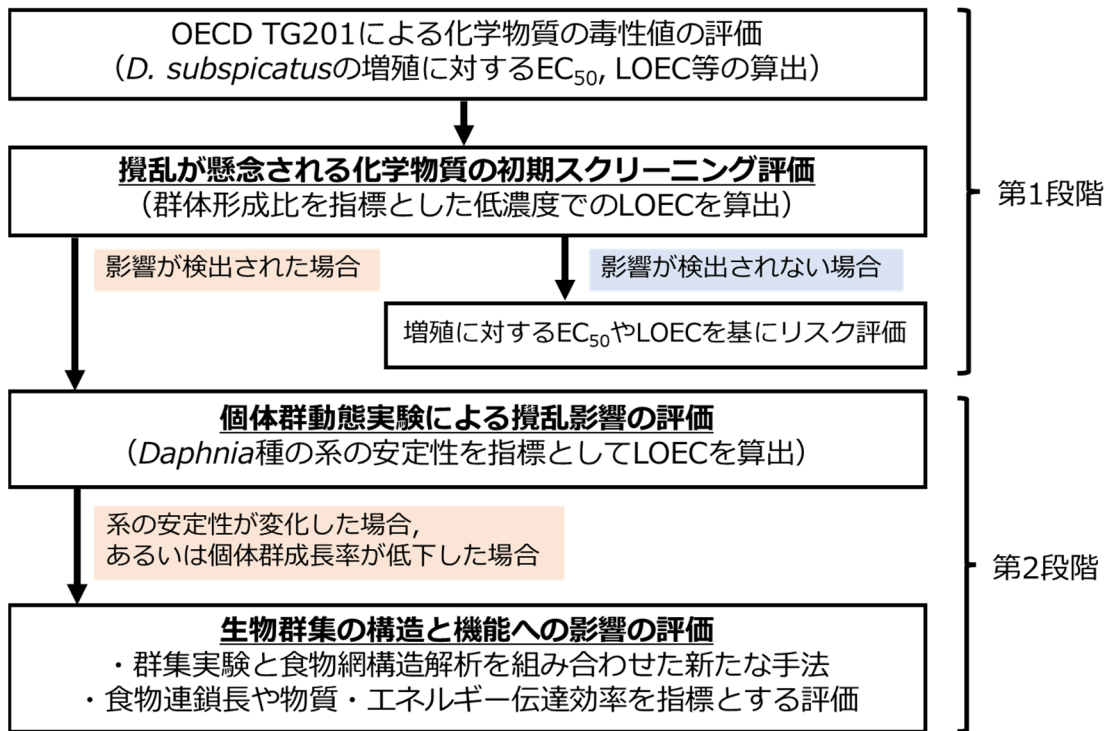 OECD TG201による化学物質の毒性値の評価
（D. subspicatusの増殖に対するEC50, LOEC等の算出）
攪乱が懸念される化学物質の初期スクリーニング評価
（群体形成比を指標とした低濃度でのLOECを算出）
第1段階
影響が検出された場合
影響が検出されない場合
増殖に対するEC50やLOECを基にリスク評価
個体群動態実験による攪乱影響の評価
（Daphnia種の系の安定性を指標としてLOECを算出）
系の安定性が変化した場合,
あるいは個体群成長率が低下した場合
第2段階
生物群集の構造と機能への影響の評価
・群集実験と食物網構造解析を組み合わせた新たな手法
・食物連鎖長や物質・エネルギー伝達効率を指標とする評価